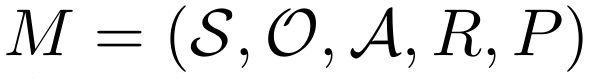 M = (𝒮, 𝒪, 𝒜, R, P)